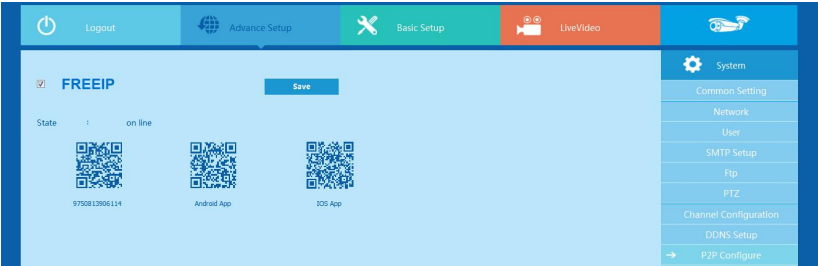 Logout Advance Setup Basic Setup LiveVideo
System
FREEIP Save
Common Setting
Network
State : on line
User
SMTP Setup
Ftp
PTZ
9750813906114 Android App IOS App
Channel Configuration
DDNS Setup
P2P Configure